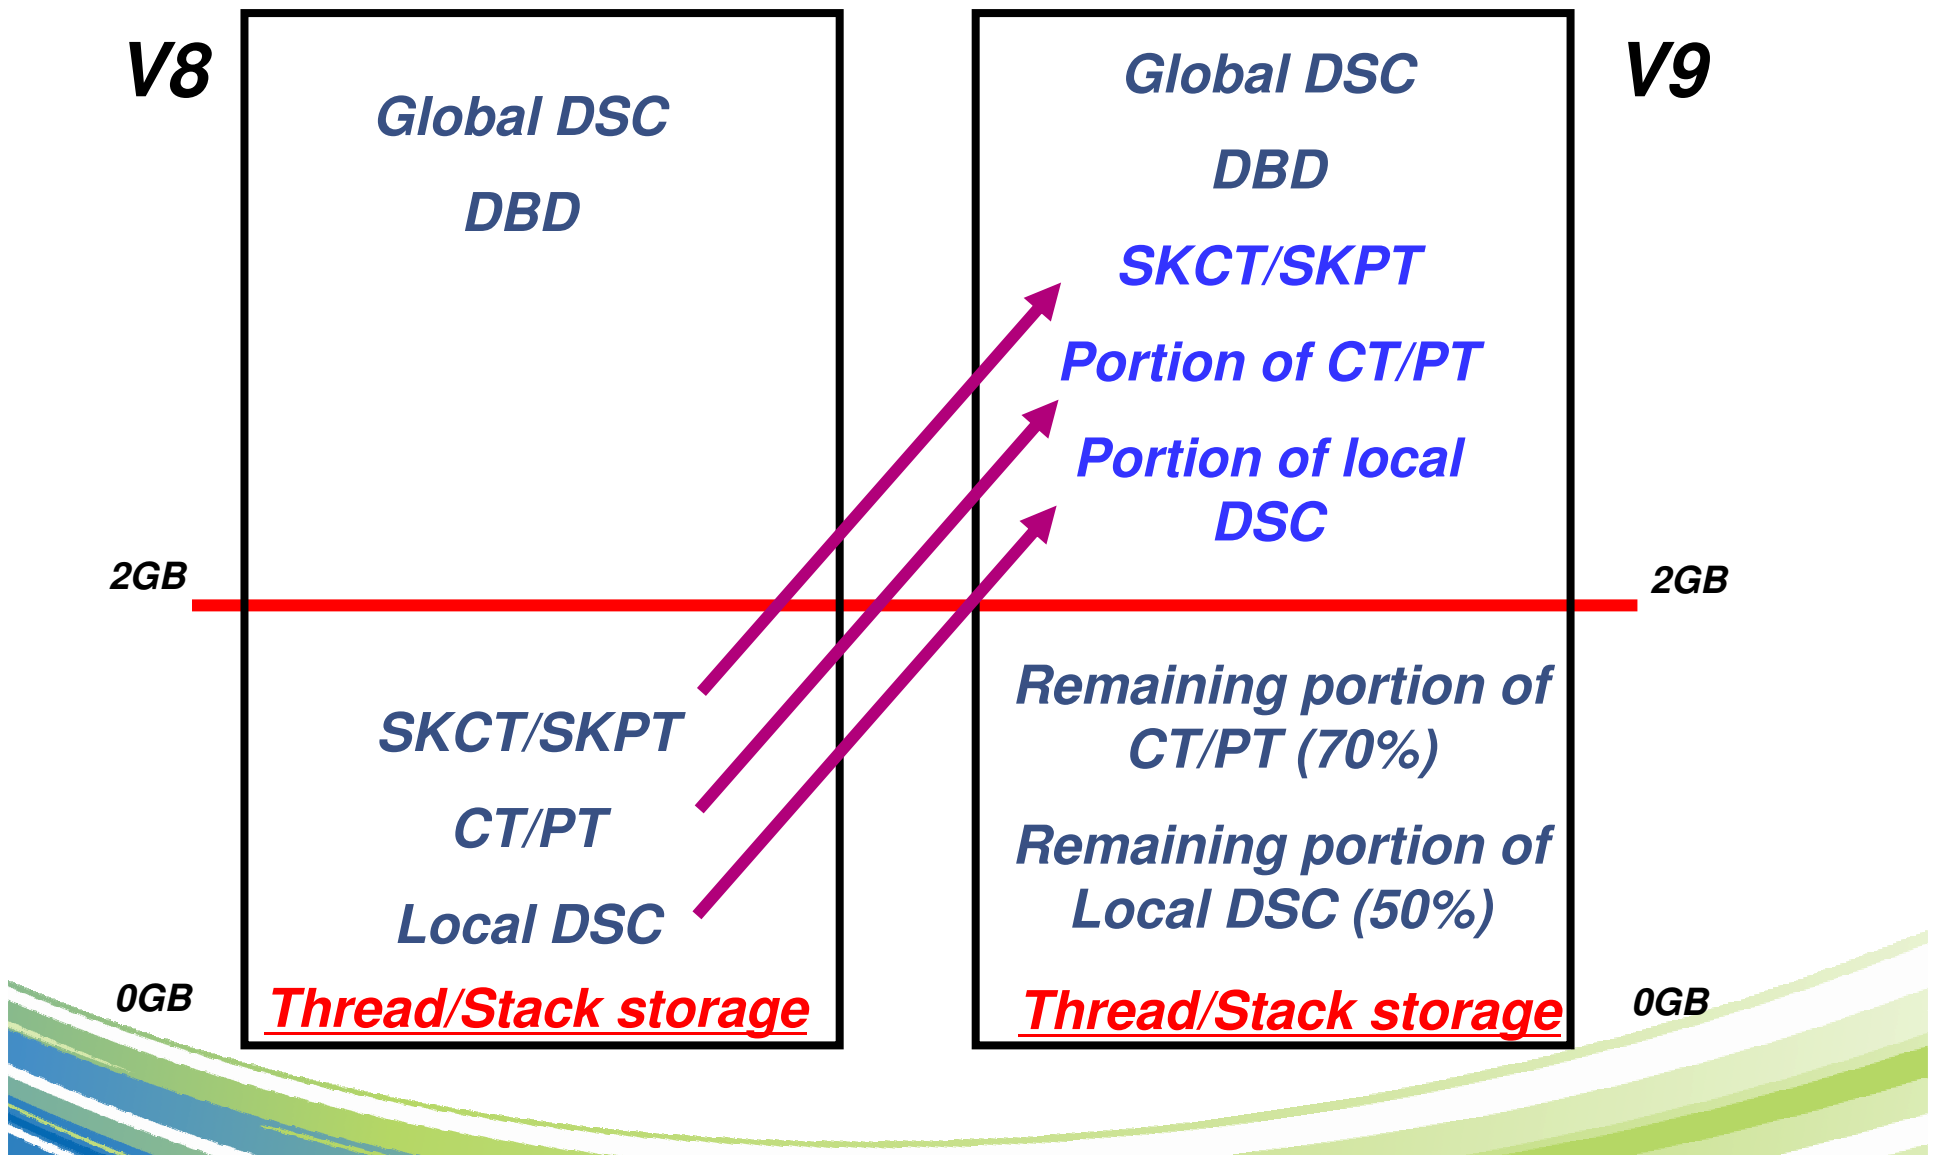 V8
Global DSC
DBD
2GB
SKCT/SKPT
CT/PT
Local DSC
0GB
Thread/Stack storage
V9
Global DSC
DBD
SKCT/SKPT
Portion of CT/PT
Portion of local
DSC
2GB
Remaining portion of
CT/PT (70%)
Remaining portion of
Local DSC (50%)
0GB
Thread/Stack storage